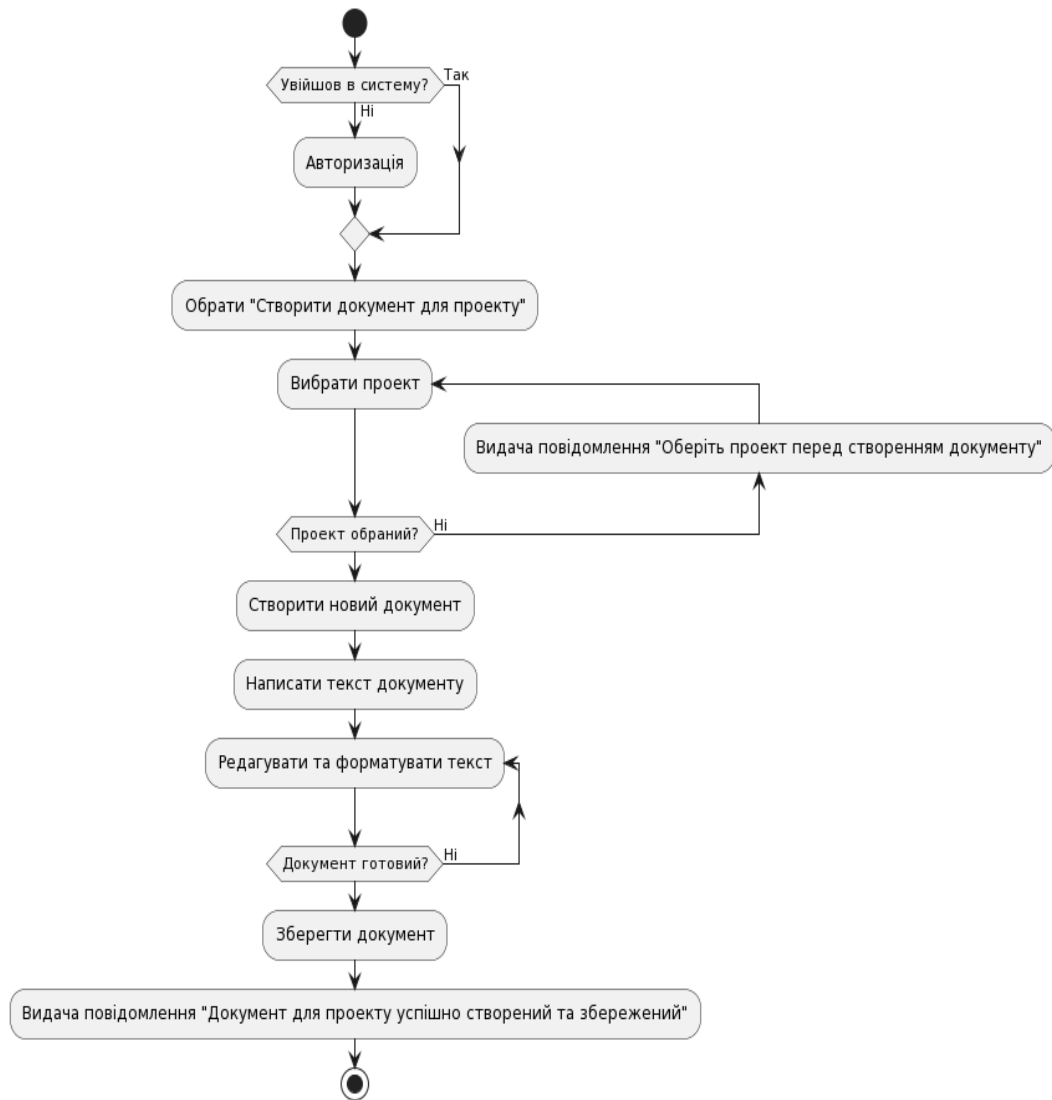 Увійшов в систему?
Так
Ні
Авторизація
Обрати "Створити документ для проекту"
Вибрати проект
Видача повідомлення "Оберіть проект перед створенням документу"
Проект обраний?
Ні
Створити новий документ
Написати текст документу
Редагувати та форматувати текст
Документ готовий?
Ні
Зберегти документ
Видача повідомлення "Документ для проекту успішно створений та збережений"